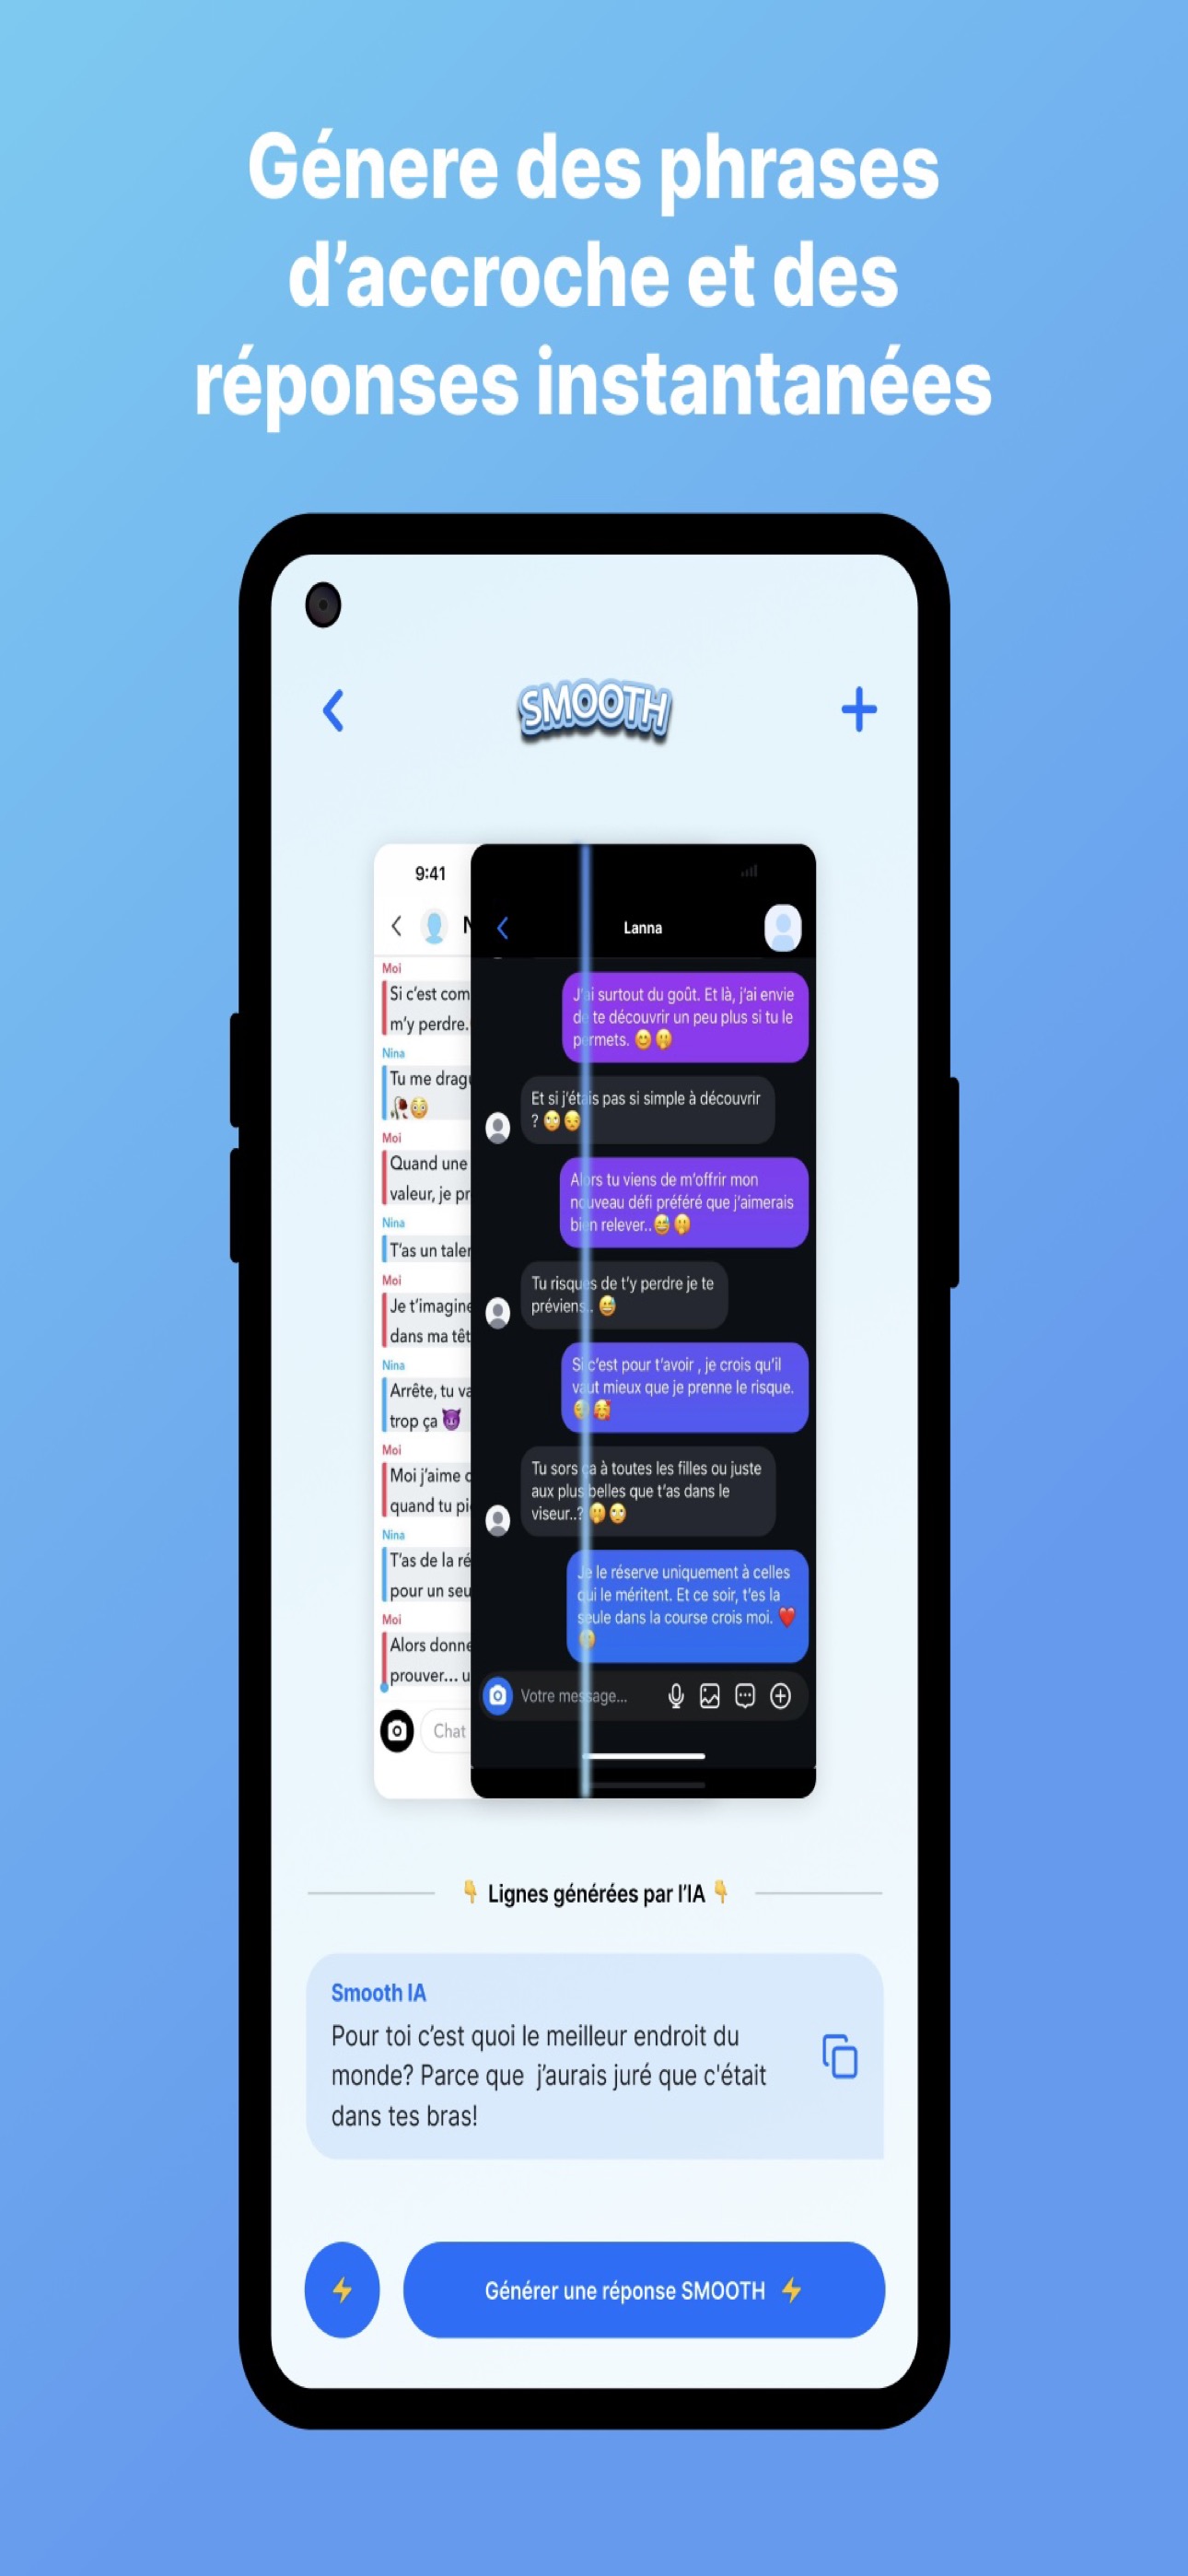 Génere des phrases
d'accroche et des
réponses instantanées
SMOOTH
9:41
N
Moi
Si c'est com
m'y perdre.
Nina
Tu me drag
🥀😳
Moi
Quand une
valeur, je pr
Nina
T'as un taler
Moi
Je t'imagine
dans ma têt
Nina
Arrête, tu va
trop ça 😈
Moi
Moi j'aime
quand tu pi
Nina
T'as de la ré
pour un seu
Moi
Alors donne
prouver... u
Chat
Lanna
J'ai surtout du goût. Et là, j'ai envie
de te découvrir un peu plus si tu le
permets. 😊🤫
Et si j'étais pas si simple à découvrir
? 🙄😒
Alors tu viens de m'offrir mon
nouveau défi préféré que j'aimerais
bien relever..😅🤫
Tu risques de t'y perdre je te
préviens.. 😅
Si c'est pour t'avoir , je crois qu'il
vaut mieux que je prenne le risque.
🥰
Tu sors ça à toutes les filles ou juste
aux plus belles que t'as dans le
viseur..? 🤫🙄
Je le réserve uniquement à celles
qui le méritent. Et ce soir, t'es la
seule dans la course crois moi. ❤️
Votre message...
👇 Lignes générées par l'IA 👇
Smooth IA
Pour toi c'est quoi le meilleur endroit du
monde? Parce que j'aurais juré que c'était
dans tes bras!
⚡
Générer une réponse SMOOTH ⚡